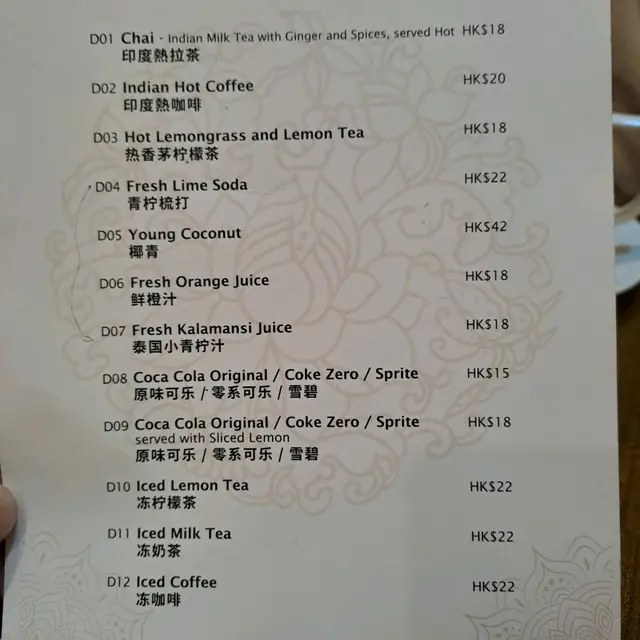 D01 Chai - Indian Milk Tea with Ginger and Spices, served Hot HK$18
印度熱拉茶
D02 Indian Hot Coffee HK$20
印度熱咖啡
D03 Hot Lemongrass and Lemon Tea HK$18
热香茅柠檬茶
D04 Fresh Lime Soda HK$22
青柠梳打
D05 Young Coconut HK$42
椰青
D06 Fresh Orange Juice HK$18
鲜橙汁
D07 Fresh Kalamansi Juice HK$18
泰国小青柠汁
D08 Coca Cola Original / Coke Zero / Sprite HK$15
原味可乐 / 零系可乐 / 雪碧
D09 Coca Cola Original / Coke Zero / Sprite HK$18
served with Sliced Lemon
原味可乐 / 零系可乐 / 雪碧
D10 Iced Lemon Tea HK$22
冻柠檬茶
D11 Iced Milk Tea HK$22
冻奶茶
D12 Iced Coffee HK$22
冻咖啡